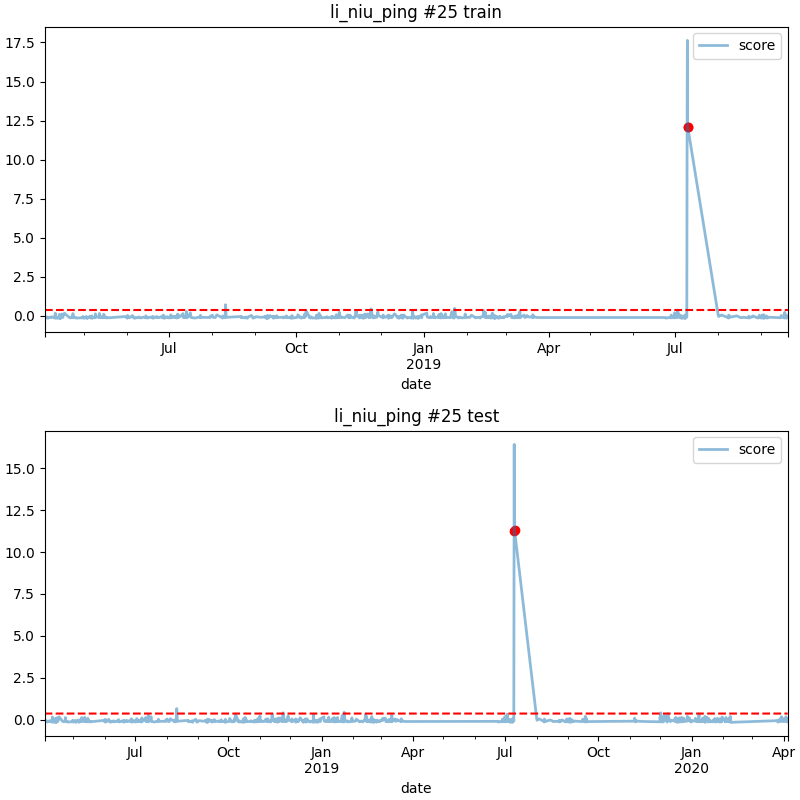 li_niu_ping #25 train
score
17.5
15.0
12.5
10.0
7.5
5.0
2.5
0.0
Jul Oct Jan Apr Jul
2019
date
li_niu_ping #25 test
score
15.0
12.5
10.0
7.5
5.0
2.5
0.0
Jul Oct Jan Apr Jul Oct Jan Apr
2019 2020
date